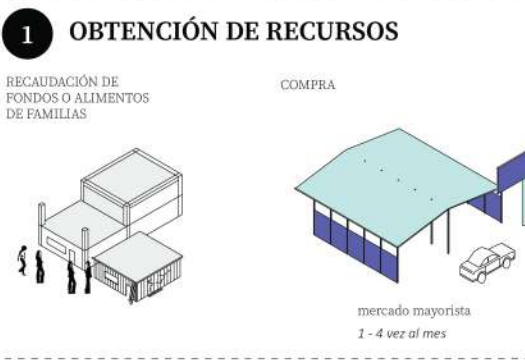 1 OBTENCIÓN DE RECURSOS
RECAUDACIÓN DE
FONDOS O ALIMENTOS
DE FAMILIAS
COMPRA
mercado mayorista
1 - 4 vez al mes